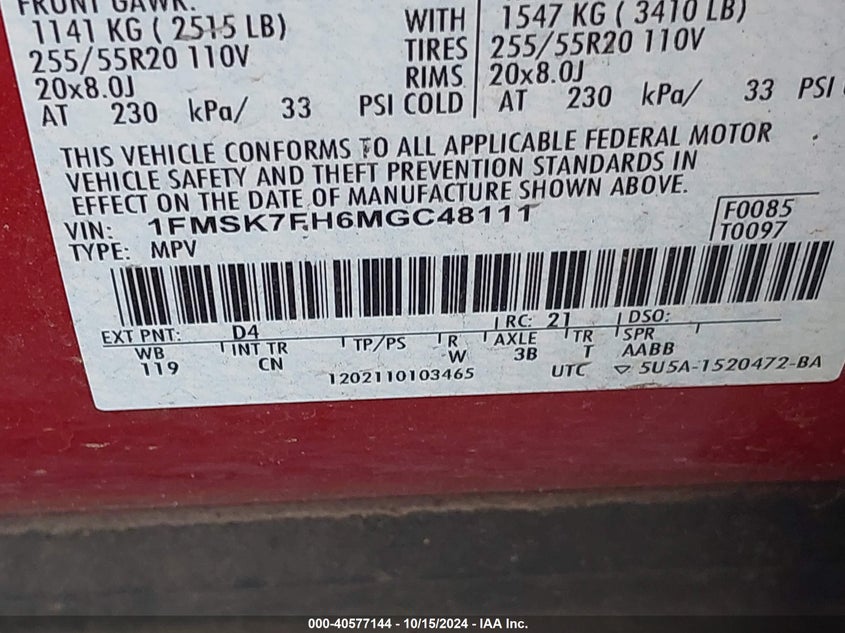 FRONT GAWR:
1141 KG ( 2515 LB) WITH 1547 KG ( 3410 LB)
255/55R20 110V TIRES 255/55R20 110V
20x8.0J RIMS 20x8.0J
AT 230 kPa/ 33 PSI COLD AT 230 kPa/ 33 PSI
THIS VEHICLE CONFORMS TO ALL APPLICABLE FEDERAL MOTOR
VEHICLE SAFETY AND THEFT PREVENTION STANDARDS IN
EFFECT ON THE DATE OF MANUFACTURE SHOWN ABOVE.
VIN: 1FMSK7FH6MGC48111 F0085
TYPE: MPV T0097
EXT PNT: D4 RC: 21 DSO:
WB INT TR TP/PS R AXLE TR SPR
119 CN W 3B T AABB
1202110103465 UTC 5U5A-1520472-BA
000-40577144 - 10/15/2024 - IAA Inc.